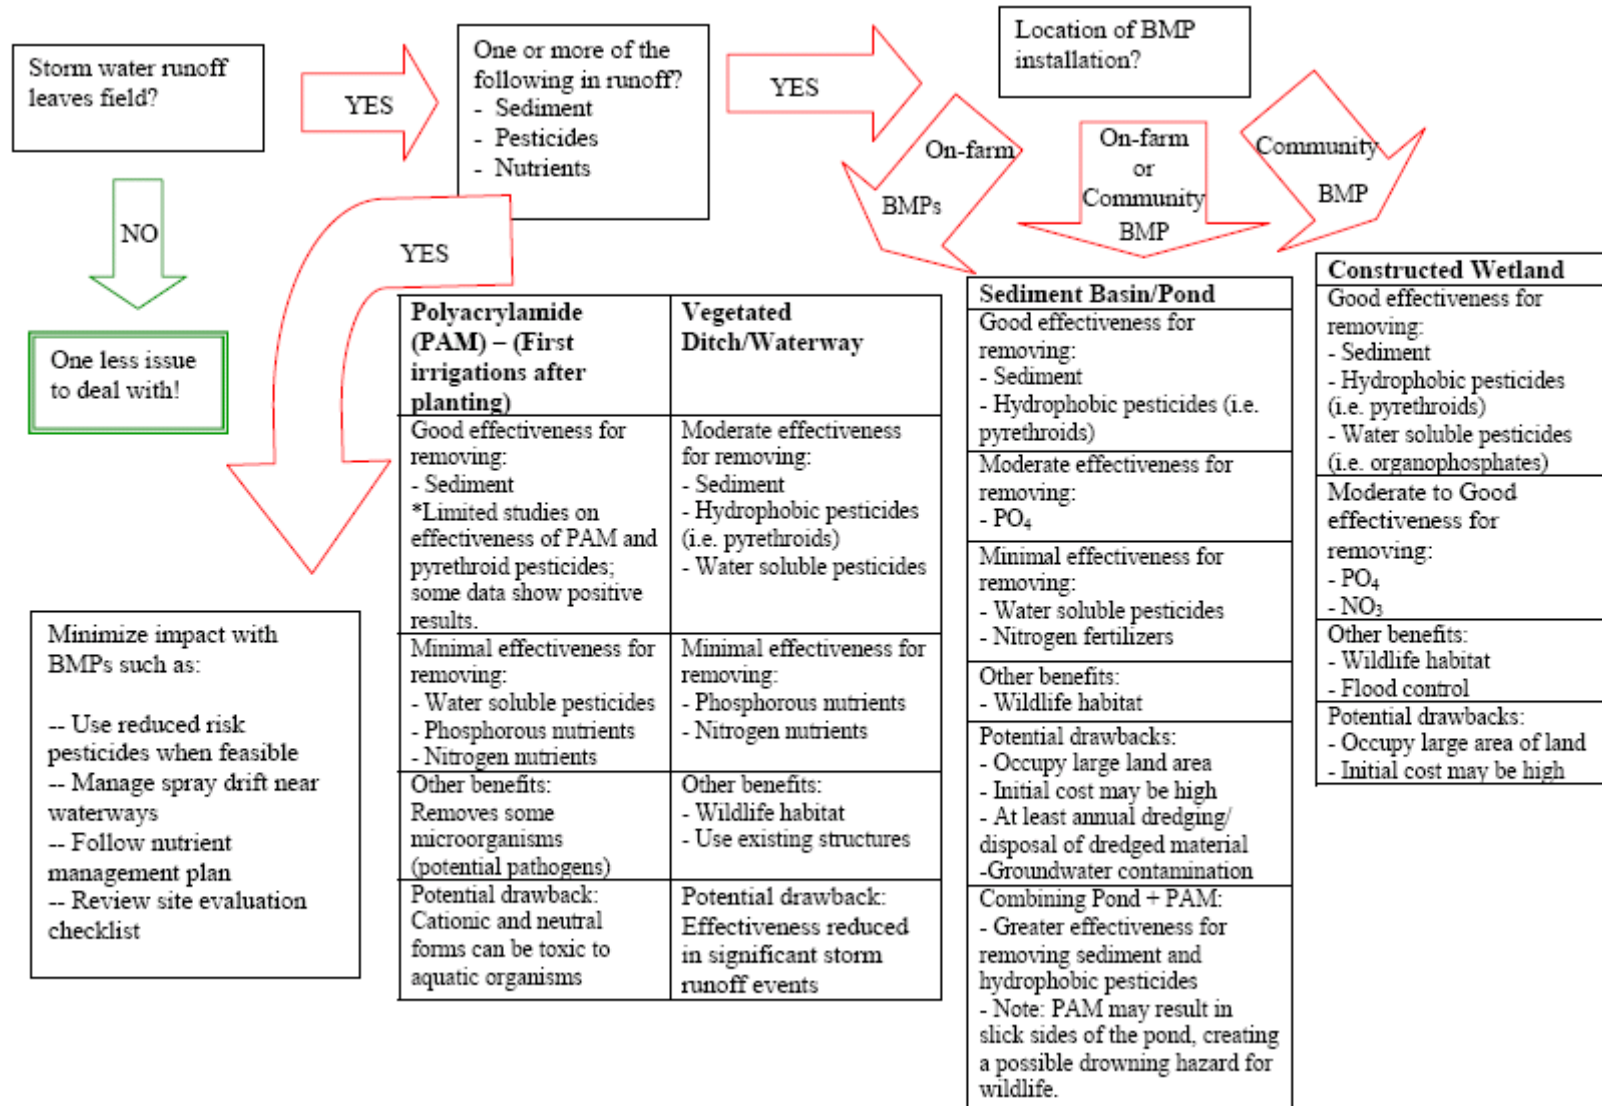 Storm water runoff
leaves field?
YES
One or more of the
following in runoff?
- Sediment
- Pesticides
- Nutrients
YES
Location of BMP
installation?
On-farm
BMPs
On-farm
or
Community
BMP
Community
BMP
NO
One less issue
to deal with!
YES
Minimize impact with
BMPs such as:
-- Use reduced risk
pesticides when feasible
-- Manage spray drift near
waterways
-- Follow nutrient
management plan
-- Review site evaluation
checklist
Polyacrylamide
(PAM) – (First
irrigations after
planting)
Good effectiveness for
removing:
- Sediment
*Limited studies on
effectiveness of PAM and
pyrethroid pesticides;
some data show positive
results.
Minimal effectiveness for
removing:
- Water soluble pesticides
- Phosphorous nutrients
- Nitrogen nutrients
Other benefits:
Removes some
microorganisms
(potential pathogens)
Potential drawback:
Cationic and neutral
forms can be toxic to
aquatic organisms
Vegetated
Ditch/Waterway
Moderate effectiveness
for removing:
- Sediment
- Hydrophobic pesticides
(i.e. pyrethroids)
- Water soluble pesticides
Minimal effectiveness for
removing:
- Phosphorous nutrients
- Nitrogen nutrients
Other benefits:
- Wildlife habitat
- Use existing structures
Potential drawback:
Effectiveness reduced
in significant storm
runoff events
Sediment Basin/Pond
Good effectiveness for
removing:
- Sediment
- Hydrophobic pesticides (i.e.
pyrethroids)
Moderate effectiveness for
removing:
- PO₄
Minimal effectiveness for
removing:
- Water soluble pesticides
- Nitrogen fertilizers
Other benefits:
- Wildlife habitat
Potential drawbacks:
- Occupy large land area
- Initial cost may be high
- At least annual dredging/
disposal of dredged material
-Groundwater contamination
Combining Pond + PAM:
- Greater effectiveness for
removing sediment and
hydrophobic pesticides
- Note: PAM may result in
slick sides of the pond, creating
a possible drowning hazard for
wildlife.
Constructed Wetland
Good effectiveness for
removing:
- Sediment
- Hydrophobic pesticides
(i.e. pyrethroids)
- Water soluble pesticides
(i.e. organophosphates)
Moderate to Good
effectiveness for
removing:
- PO₄
- NO₃
Other benefits:
- Wildlife habitat
- Flood control
Potential drawbacks:
- Occupy large area of land
- Initial cost may be high